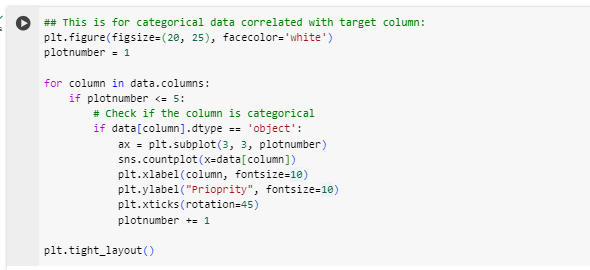 ## This is for categorical data correlated with target column:
plt.figure(figsize=(20, 25), facecolor='white')
plotnumber = 1

for column in data.columns:
    if plotnumber <= 5:
        # Check if the column is categorical
        if data[column].dtype == 'object':
            ax = plt.subplot(3, 3, plotnumber)
            sns.countplot(x=data[column])
            plt.xlabel(column, fontsize=10)
            plt.ylabel("Prioprity", fontsize=10)
            plt.xticks(rotation=45)
            plotnumber += 1

plt.tight_layout()